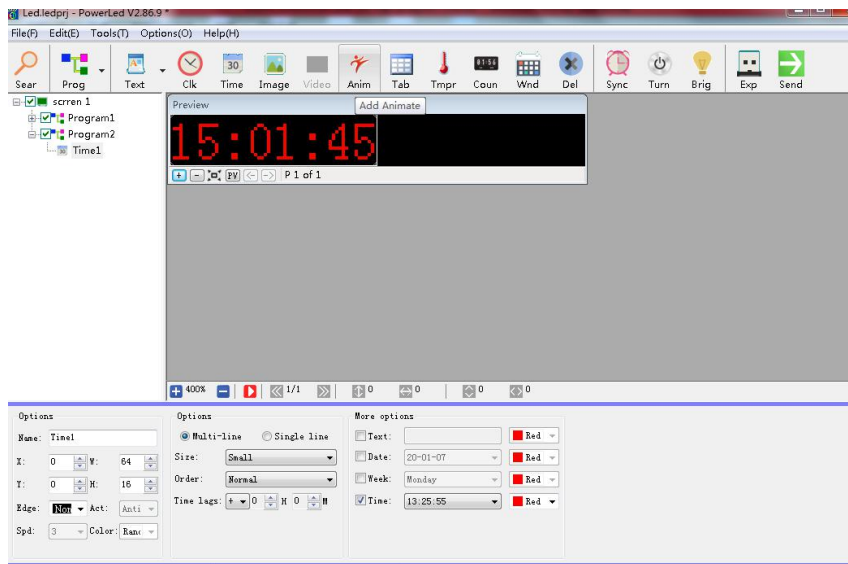 Led.ledprj - PowerLed V2.86.9 *
File(F) Edit(E) Tools(T) Options(O) Help(H)
Sear Prog Text Clk Time Image Video Anim Tab Tmpr Coun Wnd Del Sync Turn Brig Exp Send
scrren 1
Program1
Program2
Time1
Preview
Add Animate
15:01:45
PV P 1 of 1
400% 1/1 0 0 0 0
Options
Name: Time1
X: 0 W: 64
Y: 0 H: 16
Edge: Non Act: Anti
Spd: 3 Color: Ranc
Options
Multi-line Single line
Size: Small
Order: Normal
Time lags: + 0 H 0 M
More options
Text: Red
Date: 20-01-07 Red
Week: Monday Red
Time: 13:25:55 Red